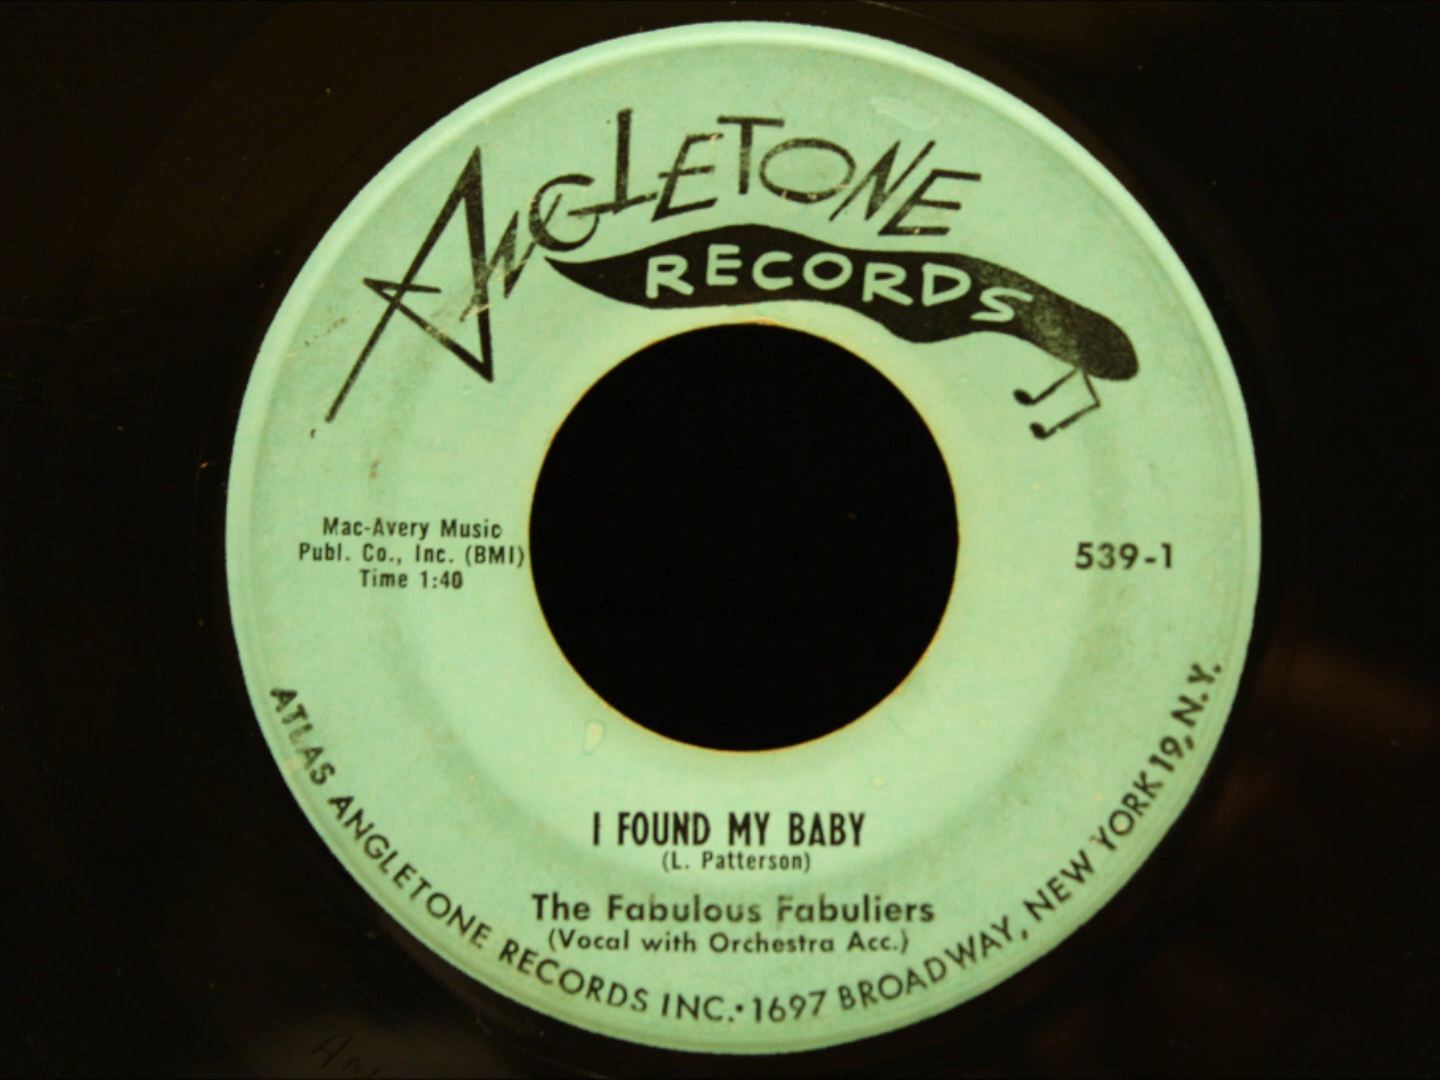 ANGLETONE
RECORDS
Mac-Avery Music
Publ. Co., Inc. (BMI)
Time 1:40
539-1
I FOUND MY BABY
(L. Patterson)
The Fabulous Fabuliers
(Vocal with Orchestra Acc.)
ATLAS ANGLETONE RECORDS INC.•1697 BROADWAY, NEW YORK 19, N.Y.